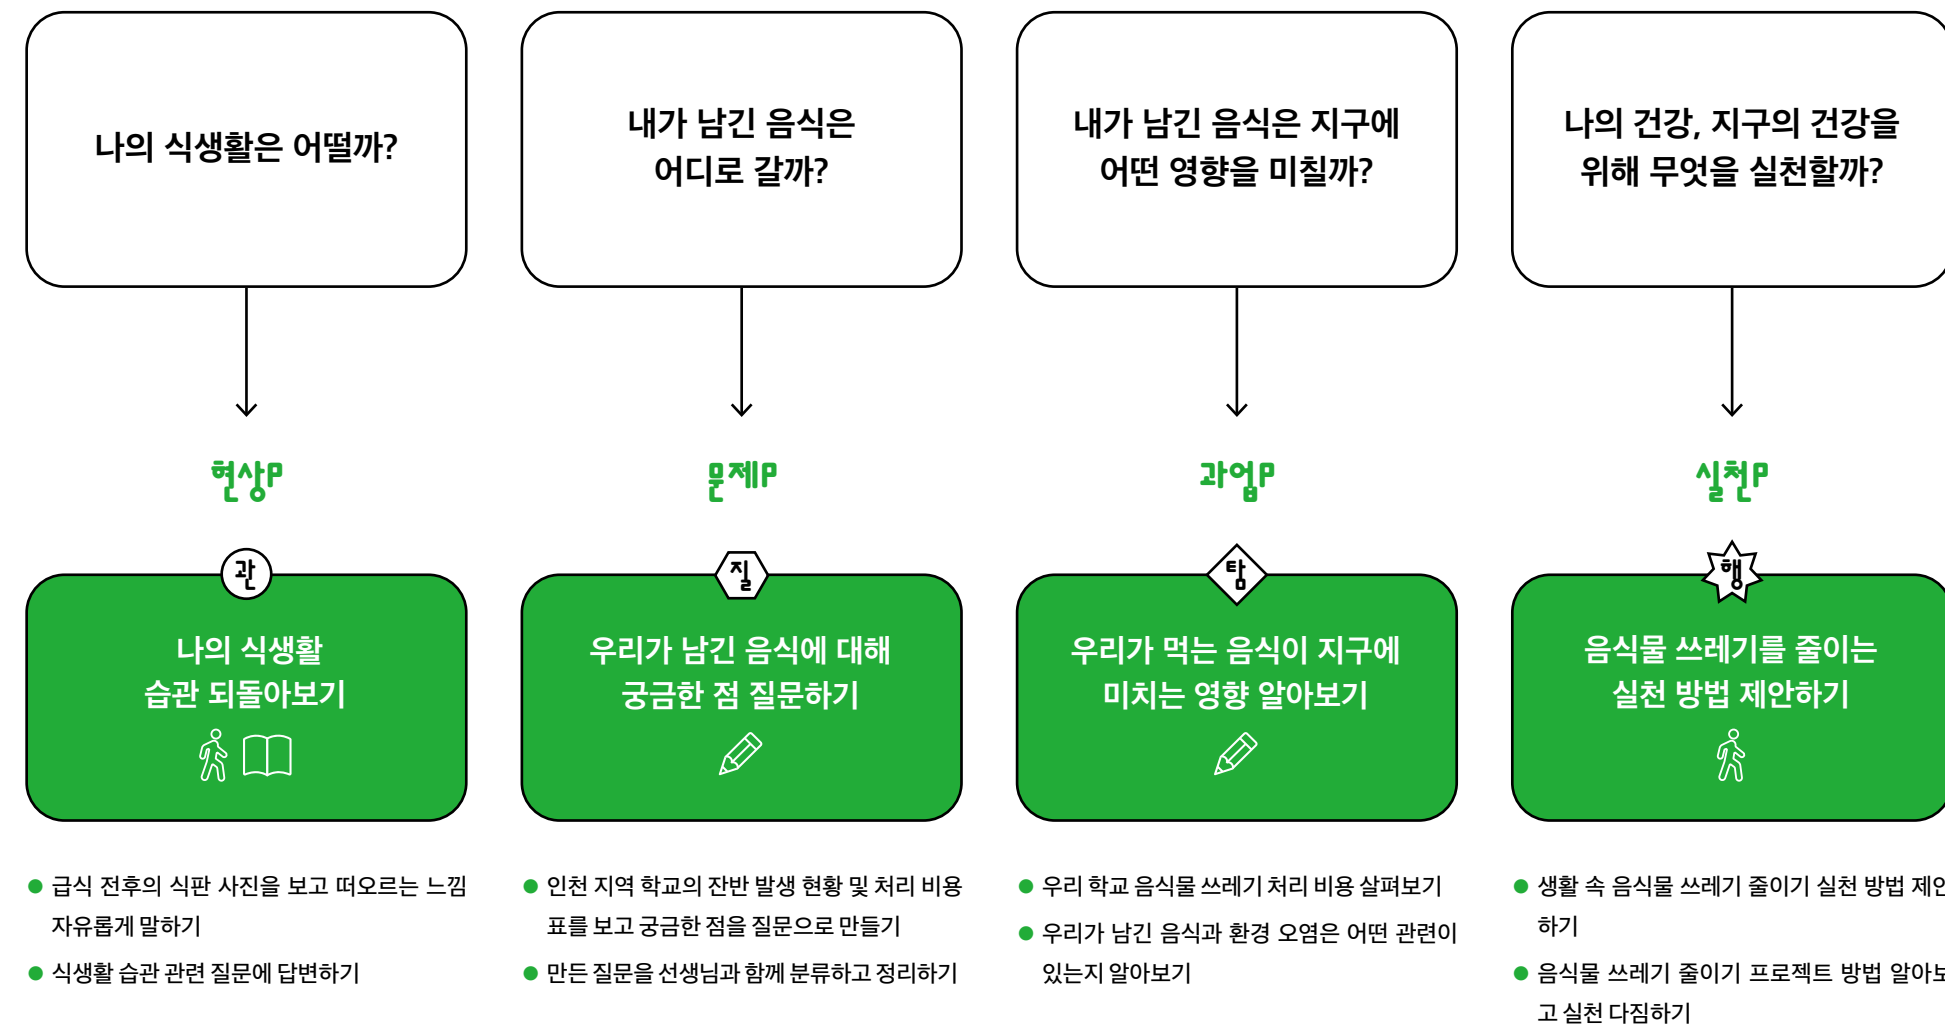 나의 식생활은 어떨까?
내가 남긴 음식은
어디로 갈까?
내가 남긴 음식은 지구에
어떤 영향을 미칠까?
나의 건강, 지구의 건강을
위해 무엇을 실천할까?
현상P
문제P
과업P
실천P
관
나의 식생활
습관 되돌아보기
질
우리가 남긴 음식에 대해
궁금한 점 질문하기
탐
우리가 먹는 음식이 지구에
미치는 영향 알아보기
행
음식물 쓰레기를 줄이는
실천 방법 제안하기
● 급식 전후의 식판 사진을 보고 떠오르는 느낌
자유롭게 말하기
● 식생활 습관 관련 질문에 답변하기
● 인천 지역 학교의 잔반 발생 현황 및 처리 비용
표를 보고 궁금한 점을 질문으로 만들기
● 만든 질문을 선생님과 함께 분류하고 정리하기
● 우리 학교 음식물 쓰레기 처리 비용 살펴보기
● 우리가 남긴 음식과 환경 오염은 어떤 관련이
있는지 알아보기
● 생활 속 음식물 쓰레기 줄이기 실천 방법 제안
하기
● 음식물 쓰레기 줄이기 프로젝트 방법 알아보
고 실천 다짐하기